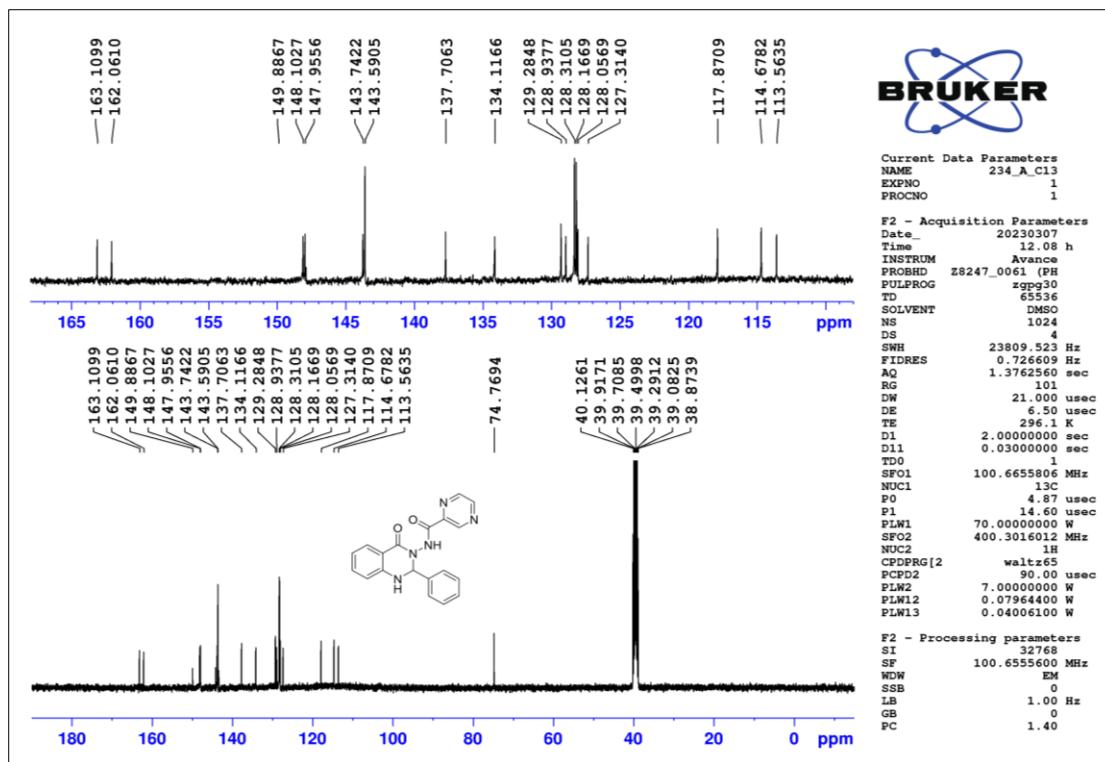 163.1099
162.0610
149.8867
148.1027
147.9556
143.7422
143.5905
137.7063
134.1166
129.2848
128.9377
128.3105
128.1669
128.0569
127.3140
117.8709
114.6782
113.5635
165 160 155 150 145 140 135 130 125 120 115 ppm
163.1099
162.0610
149.8867
148.1027
147.9556
143.7422
143.5905
137.7063
134.1166
129.2848
128.9377
128.3105
128.1669
128.0569
127.3140
117.8709
114.6782
113.5635
74.7694
40.1261
39.9171
39.7085
39.4998
39.2912
39.0825
38.8739
N
O
N
O
NH
N
N
H
180 160 140 120 100 80 60 40 20 0 ppm
BRUKER
Current Data Parameters
NAME 234_A_C13
EXPNO 1
PROCNO 1
F2 - Acquisition Parameters
Date_ 20230307
Time 12.08 h
INSTRUM Avance
PROBHD Z8247_0061 (PH
PULPROG zgpg30
TD 65536
SOLVENT DMSO
NS 1024
DS 4
SWH 23809.523 Hz
FIDRES 0.726609 Hz
AQ 1.3762560 sec
RG 101
DW 21.000 usec
DE 6.50 usec
TE 296.1 K
D1 2.00000000 sec
D11 0.03000000 sec
TD0 1
SFO1 100.6655806 MHz
NUC1 13C
P0 4.87 usec
P1 14.60 usec
PLW1 70.00000000 W
SFO2 400.3016012 MHz
NUC2 1H
CPDPRG[2 waltz65
PCPD2 90.00 usec
PLW2 7.00000000 W
PLW12 0.07964400 W
PLW13 0.04006100 W
F2 - Processing parameters
SI 32768
SF 100.6555600 MHz
WDW EM
SSB 0
LB 1.00 Hz
GB 0
PC 1.40